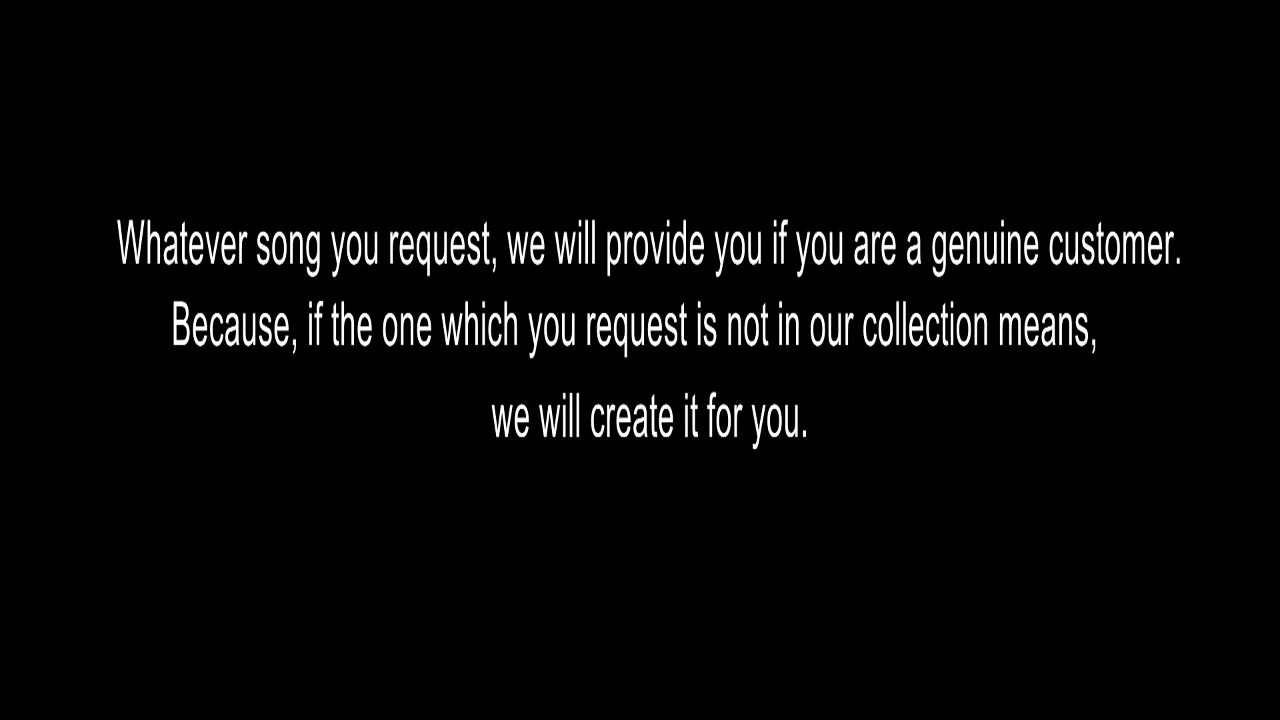 Whatever song you request, we will provide you if you are a genuine customer.
Because, if the one which you request is not in our collection means,
we will create it for you.